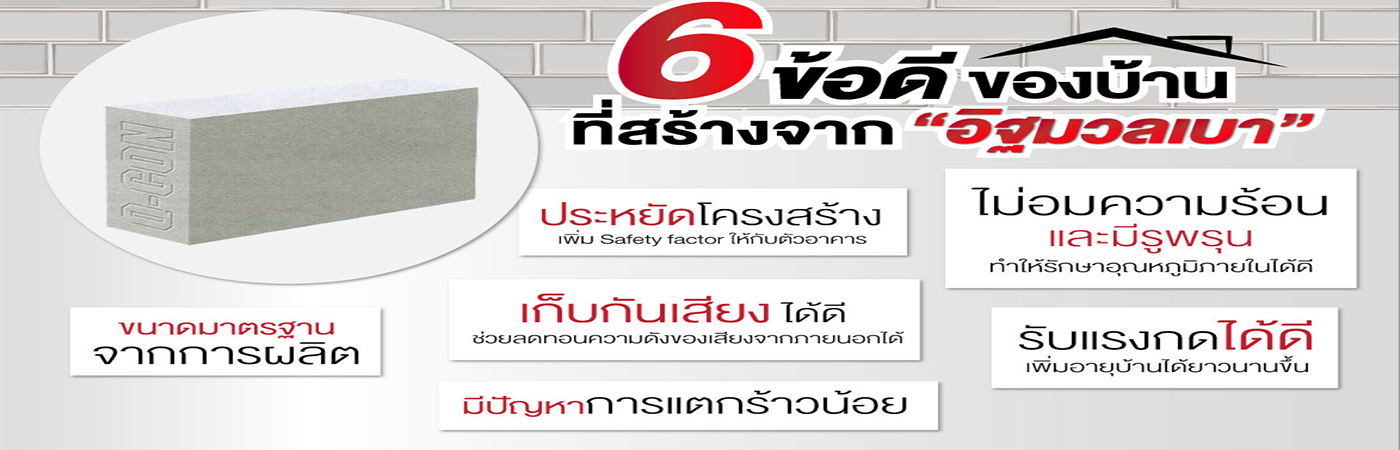 6 ข้อดี ของบ้าน
ที่สร้างจาก “อิฐมวลเบา”
Q-CON
ขนาดมาตรฐาน
จากการผลิต
ประหยัดโครงสร้าง
เพิ่ม Safety factor ให้กับตัวอาคาร
เก็บกันเสียง ได้ดี
ช่วยลดทอนความดังของเสียงจากภายนอกได้
มีปัญหาการแตกร้าวน้อย
ไม่อมความร้อน
และมีรูพรุน
ทำให้รักษาอุณหภูมิภายในได้ดี
รับแรงกดได้ดี
เพิ่มอายุบ้านได้ยาวนานขึ้น